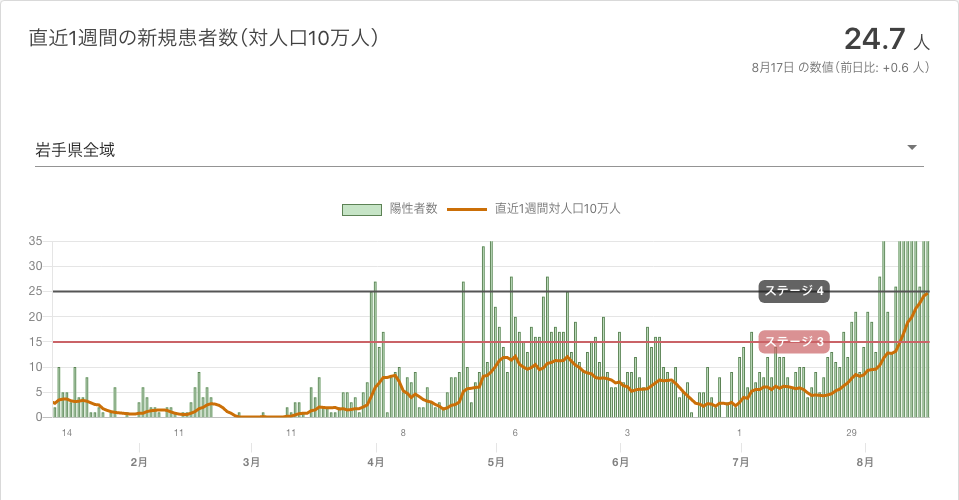 直近1週間の新規患者数(対人口10万人)
24.7 人
8月17日 の数値(前日比: +0.6 人)
岩手県全域
陽性者数
直近1週間対人口10万人
35
30
25
20
15
10
5
0
ステージ 4
ステージ 3
14 11 11 8 6 3 1 29
2月 3月 4月 5月 6月 7月 8月